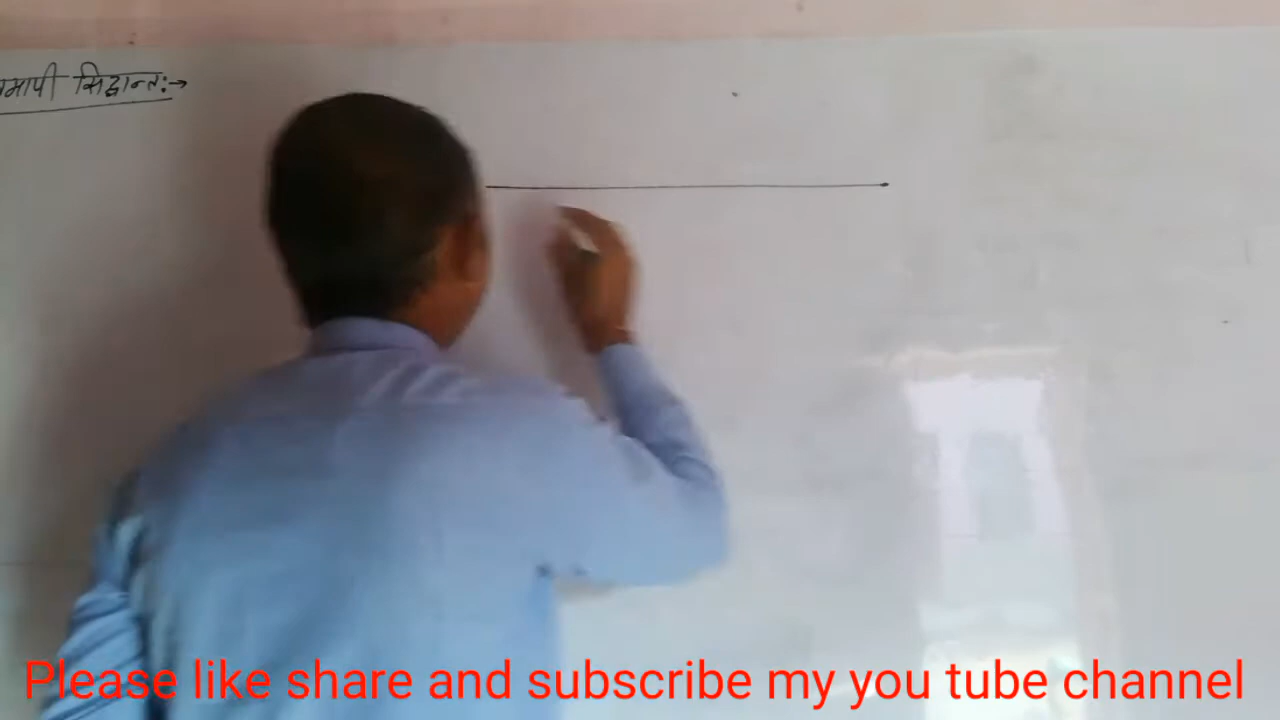 सिद्धान्त:→
Please like share and subscribe my you tube channel